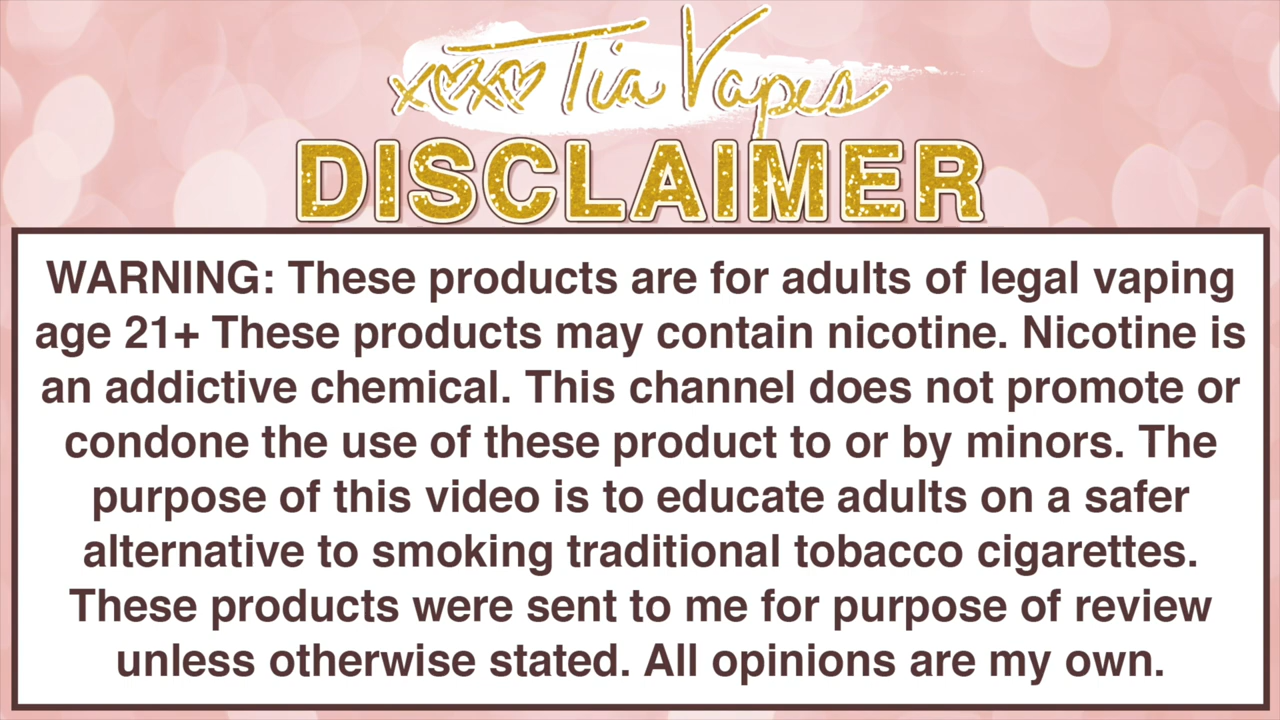 xoxo Tia Vapes
DISCLAIMER
WARNING: These products are for adults of legal vaping
age 21+ These products may contain nicotine. Nicotine is
an addictive chemical. This channel does not promote or
condone the use of these product to or by minors. The
purpose of this video is to educate adults on a safer
alternative to smoking traditional tobacco cigarettes.
These products were sent to me for purpose of review
unless otherwise stated. All opinions are my own.